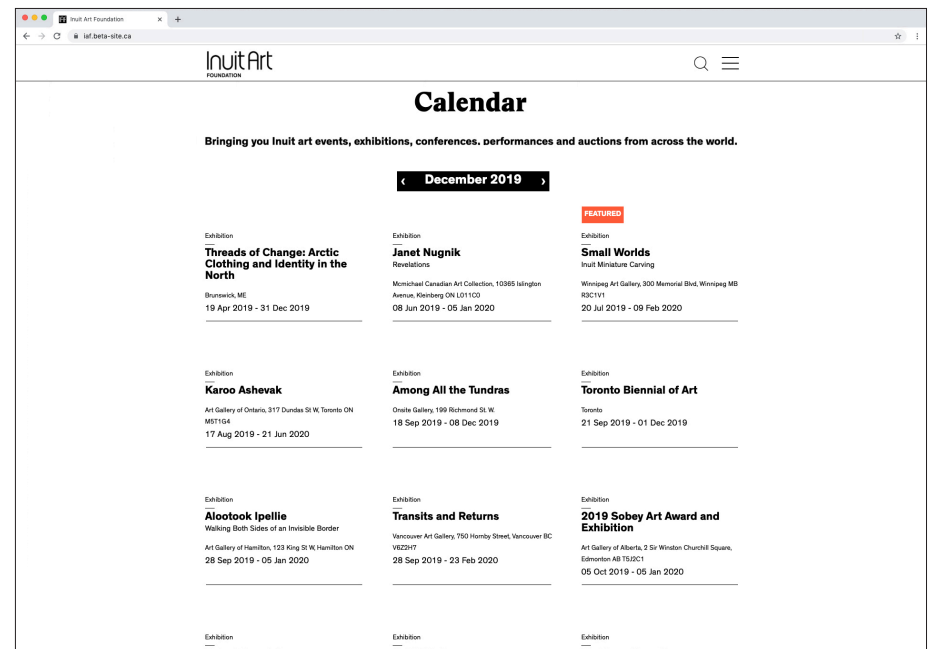 Inuit Art Foundation
iaf.beta-site.ca
Inuit Art
FOUNDATION
Calendar
Bringing you Inuit art events, exhibitions, conferences, performances and auctions from across the world.
December 2019
FEATURED
Exhibition
Threads of Change: Arctic
Clothing and Identity in the
North
Brunswick, ME
19 Apr 2019 - 31 Dec 2019
Exhibition
Janet Nugnik
Revelations
Mcmichael Canadian Art Collection, 10365 Islington
Avenue, Kleinberg ON L011C0
08 Jun 2019 - 05 Jan 2020
Exhibition
Small Worlds
Inuit Miniature Carving
Winnipeg Art Gallery, 300 Memorial Blvd, Winnipeg MB
R3C1V1
20 Jul 2019 - 09 Feb 2020
Exhibition
Karoo Ashevak
Art Gallery of Ontario, 317 Dundas St W, Toronto ON
M5T1G4
17 Aug 2019 - 21 Jun 2020
Exhibition
Among All the Tundras
Onsite Gallery, 199 Richmond St. W.
18 Sep 2019 - 08 Dec 2019
Exhibition
Toronto Biennial of Art
Toronto
21 Sep 2019 - 01 Dec 2019
Exhibition
Alootook Ipellie
Walking Both Sides of an Invisible Border
Art Gallery of Hamilton, 123 King St W, Hamilton ON
28 Sep 2019 - 05 Jan 2020
Exhibition
Transits and Returns
Vancouver Art Gallery, 750 Hornby Street, Vancouver BC
V6Z2H7
28 Sep 2019 - 23 Feb 2020
Exhibition
2019 Sobey Art Award and
Exhibition
Art Gallery of Alberta, 2 Sir Winston Churchill Square,
Edmonton AB T5J2C1
05 Oct 2019 - 05 Jan 2020
Exhibition
Exhibition
Exhibition